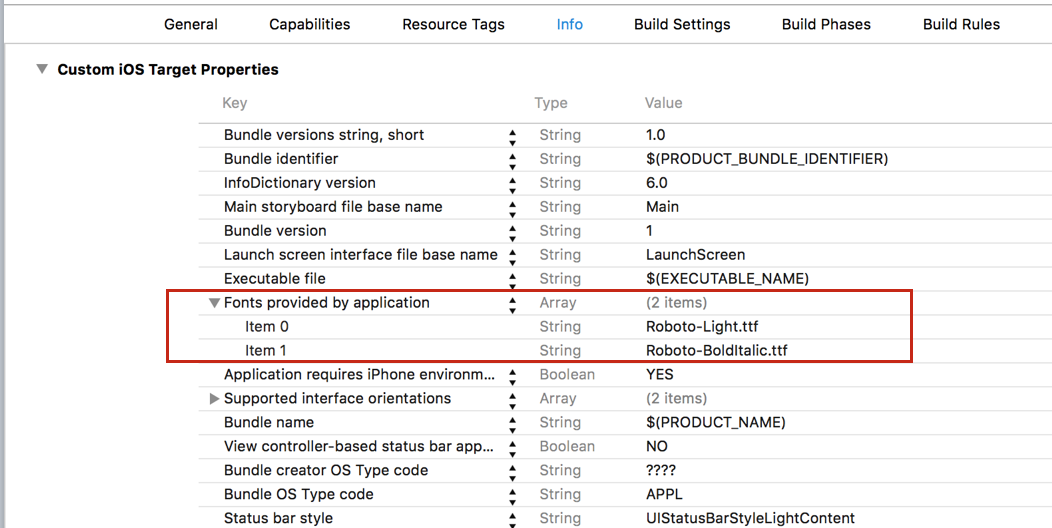 General Capabilities Resource Tags Info Build Settings Build Phases Build Rules
Custom iOS Target Properties
Key Type Value
Bundle versions string, short String 1.0
Bundle identifier String $(PRODUCT_BUNDLE_IDENTIFIER)
InfoDictionary version String 6.0
Main storyboard file base name String Main
Bundle version String 1
Launch screen interface file base name String LaunchScreen
Executable file String $(EXECUTABLE_NAME)
Fonts provided by application Array (2 items)
Item 0 String Roboto-Light.ttf
Item 1 String Roboto-BoldItalic.ttf
Application requires iPhone environm... Boolean YES
Supported interface orientations Array (2 items)
Bundle name String $(PRODUCT_NAME)
View controller-based status bar app... Boolean NO
Bundle creator OS Type code String ????
Bundle OS Type code String APPL
Status bar style String UIStatusBarStyleLightContent